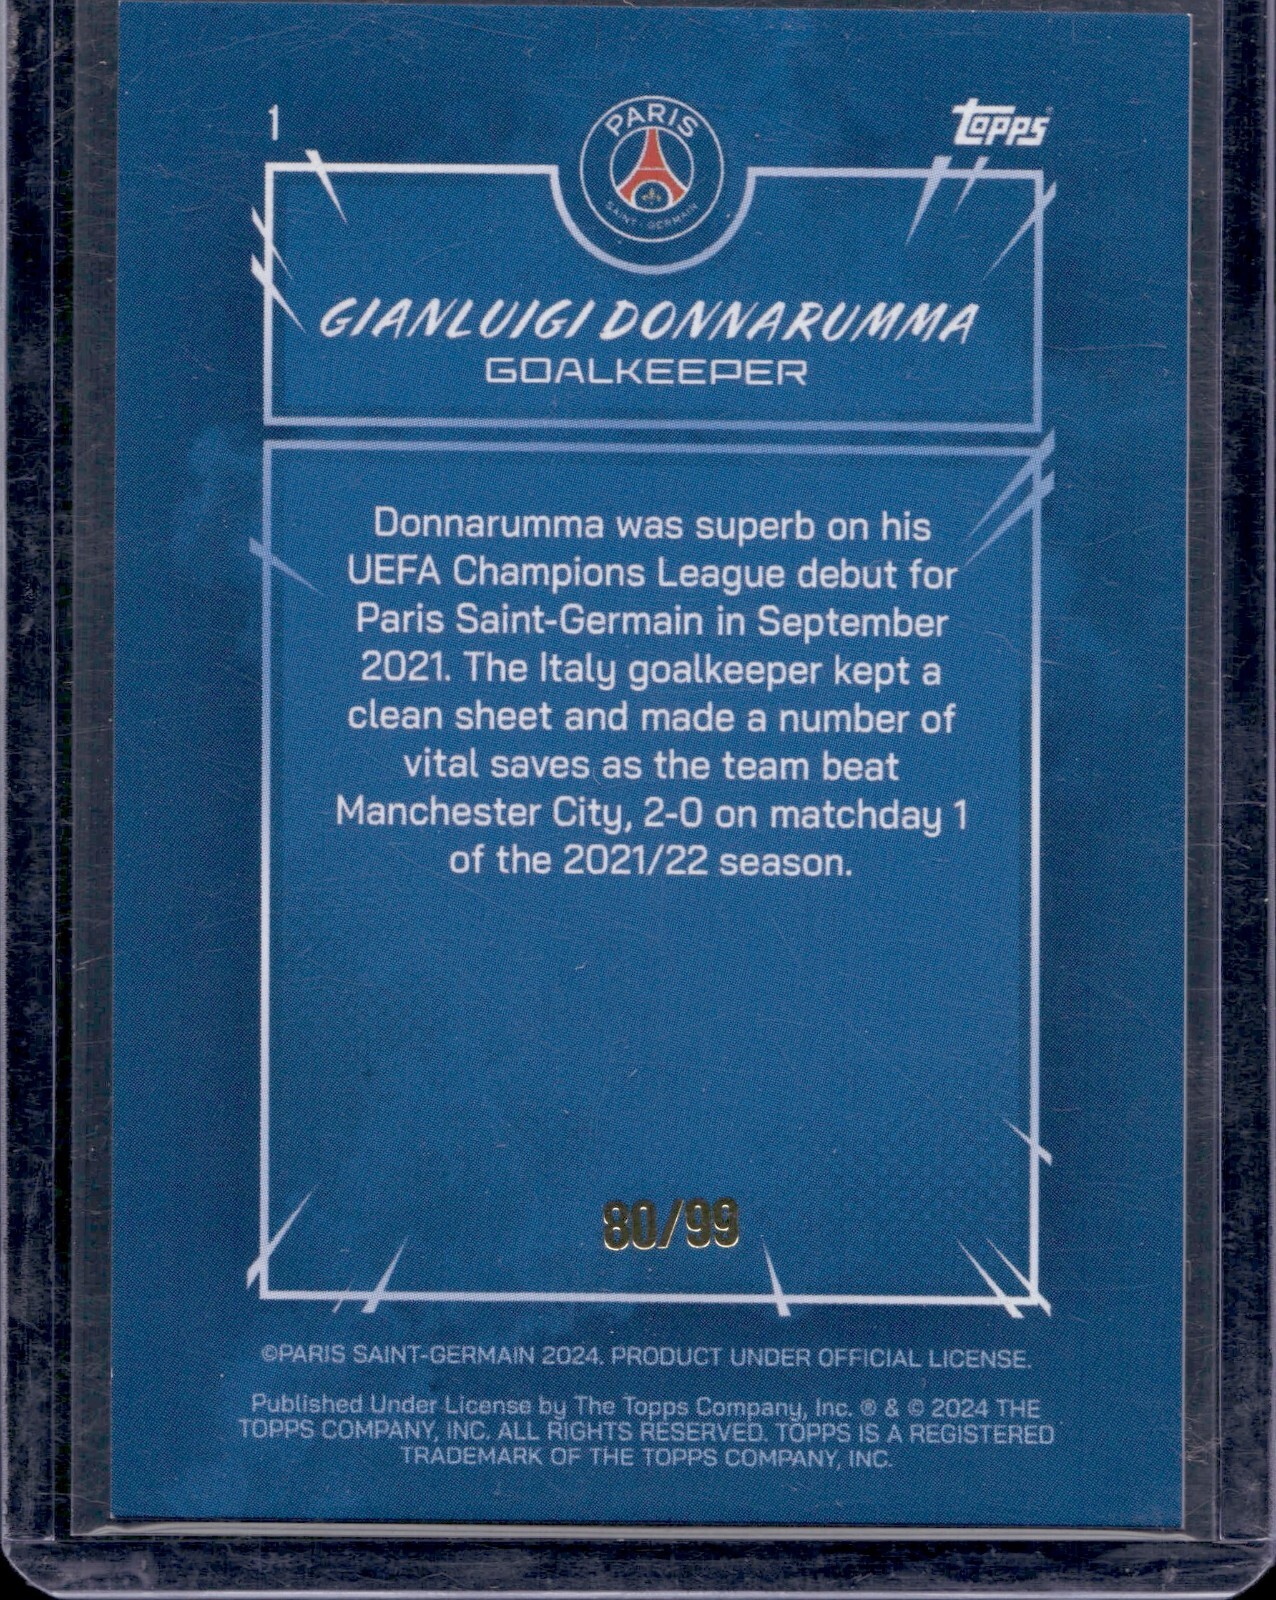 1
PARIS
SAINT-GERMAIN
Topps
GIANLUIGI DONNARUMMA
GOALKEEPER
Donnarumma was superb on his
UEFA Champions League debut for
Paris Saint-Germain in September
2021. The Italy goalkeeper kept a
clean sheet and made a number of
vital saves as the team beat
Manchester City, 2-0 on matchday 1
of the 2021/22 season.
80/99
©PARIS SAINT-GERMAIN 2024. PRODUCT UNDER OFFICIAL LICENSE.
Published Under License by The Topps Company, Inc. ® & © 2024 THE
TOPPS COMPANY, INC. ALL RIGHTS RESERVED. TOPPS IS A REGISTERED
TRADEMARK OF THE TOPPS COMPANY, INC.